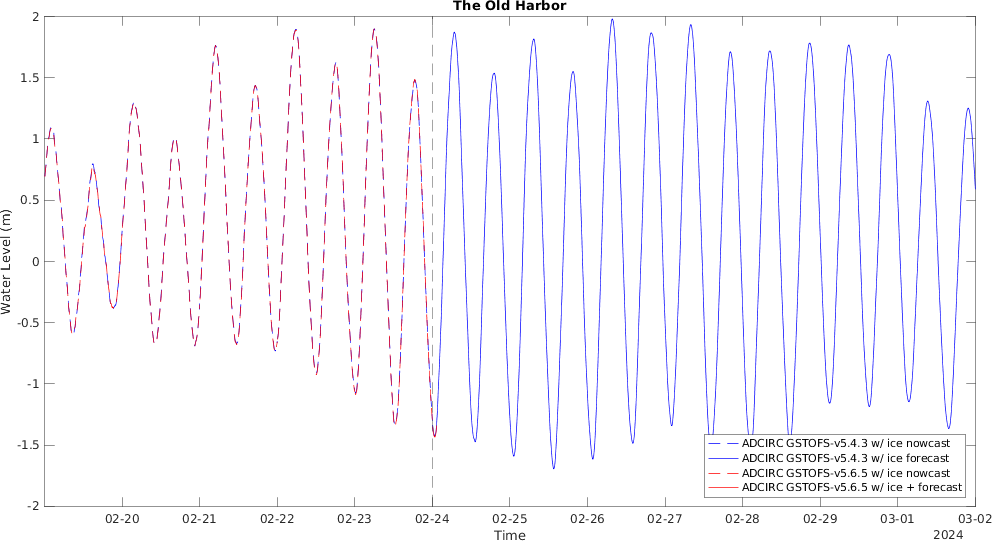 The Old Harbor
2
1.5
1
0.5
0
-0.5
-1
-1.5
-2
Water Level (m)
ADCIRC GSTOFS-v5.4.3 w/ ice nowcast
ADCIRC GSTOFS-v5.4.3 w/ ice forecast
ADCIRC GSTOFS-v5.6.5 w/ ice nowcast
ADCIRC GSTOFS-v5.6.5 w/ ice + forecast
02-20 02-21 02-22 02-23 02-24 02-25 02-26 02-27 02-28 02-29 03-01 03-02
Time
2024